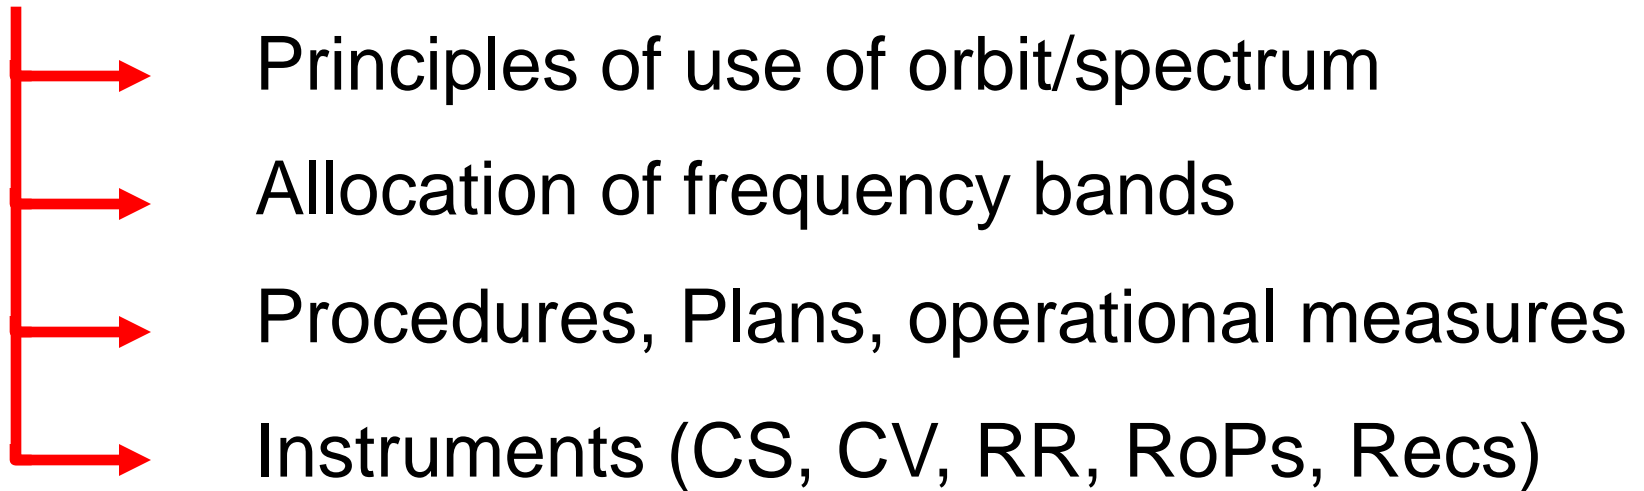 Principles of use of orbit/spectrum
Allocation of frequency bands
Procedures, Plans, operational measures
Instruments (CS, CV, RR, RoPs, Recs)